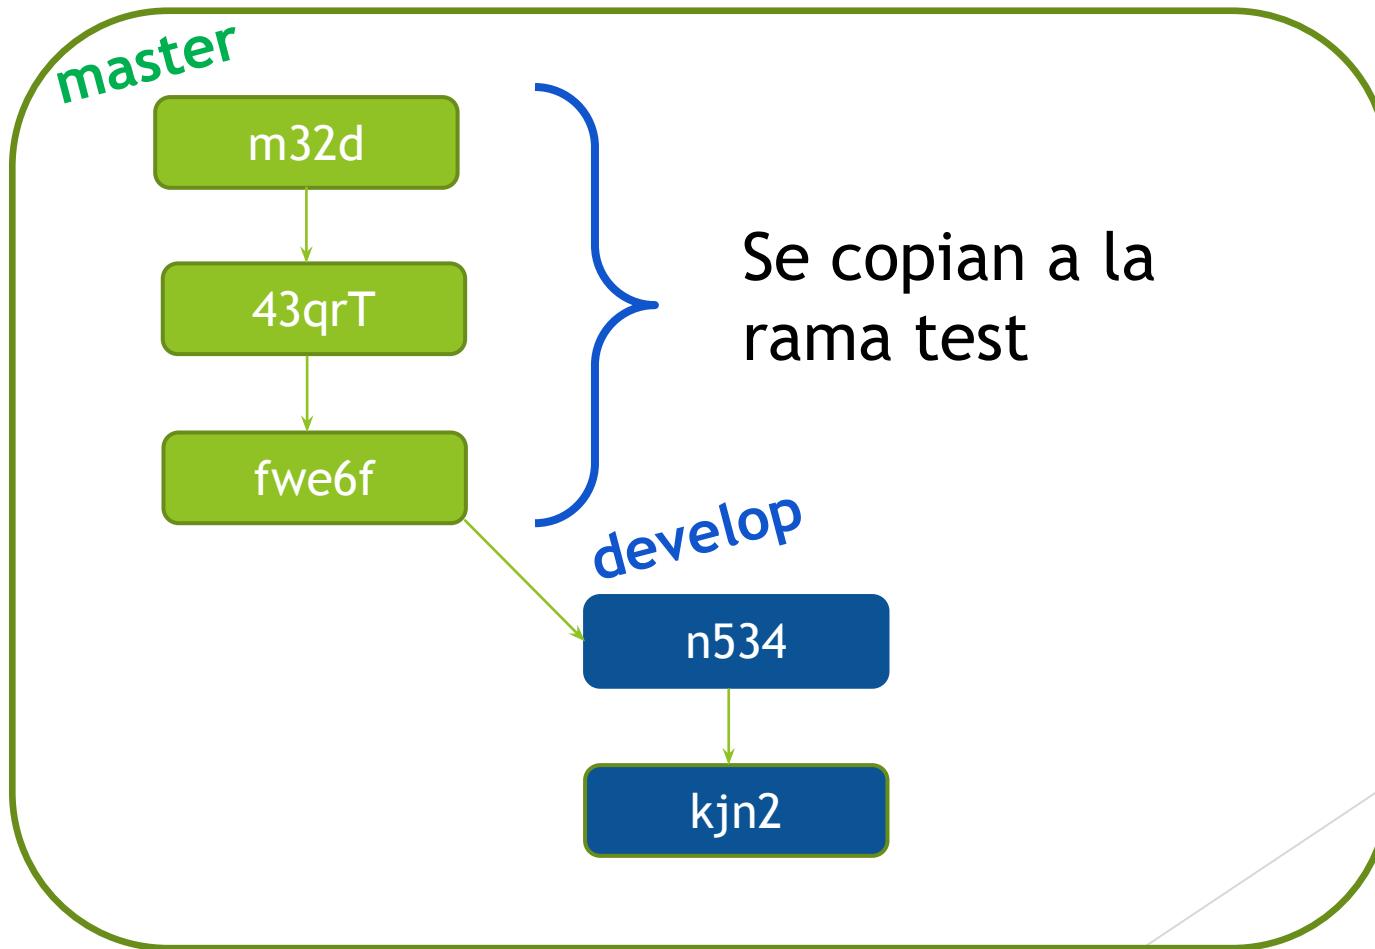 master
m32d
43qrT
fwe6f
Se copian a la
rama test
develop
n534
kjn2